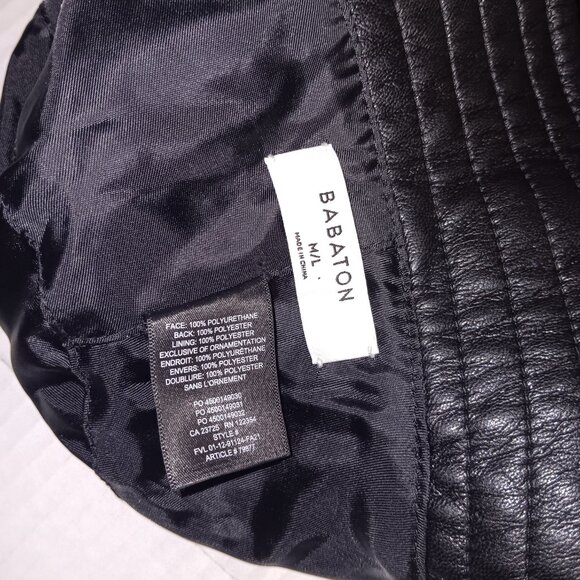 BABATON
M/L
MADE IN CHINA
FACE: 100% POLYURETHANE
BACK: 100% POLYESTER
LINING: 100% POLYESTER
EXCLUSIVE OF ORNAMENTATION
ENDROIT: 100% POLYURETHANE
ENVERS: 100% POLYESTER
DOUBLURE: 100% POLYESTER
SANS L'ORNEMENT
PO 4500149030
PO 4500149031
PO 4500149032
CA 23725 RN 122354
STYLE #
FVL 01-12-91124-FA21
ARTICLE # 79877